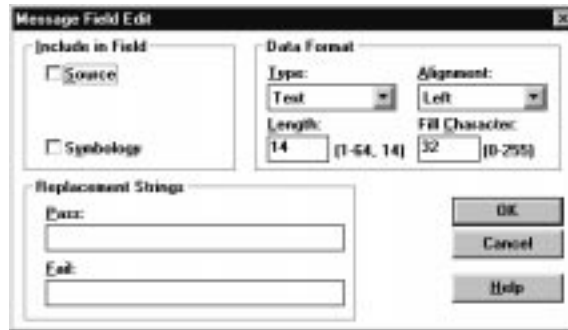 Message Field Edit
Include in Field
Source
Symbology
Data Format
Type:
Text
Alignment:
Left
Length:
14 (1-64, 14)
Fill Character:
32 (0-255)
Replacement Strings
Pass:
Fail:
OK
Cancel
Help